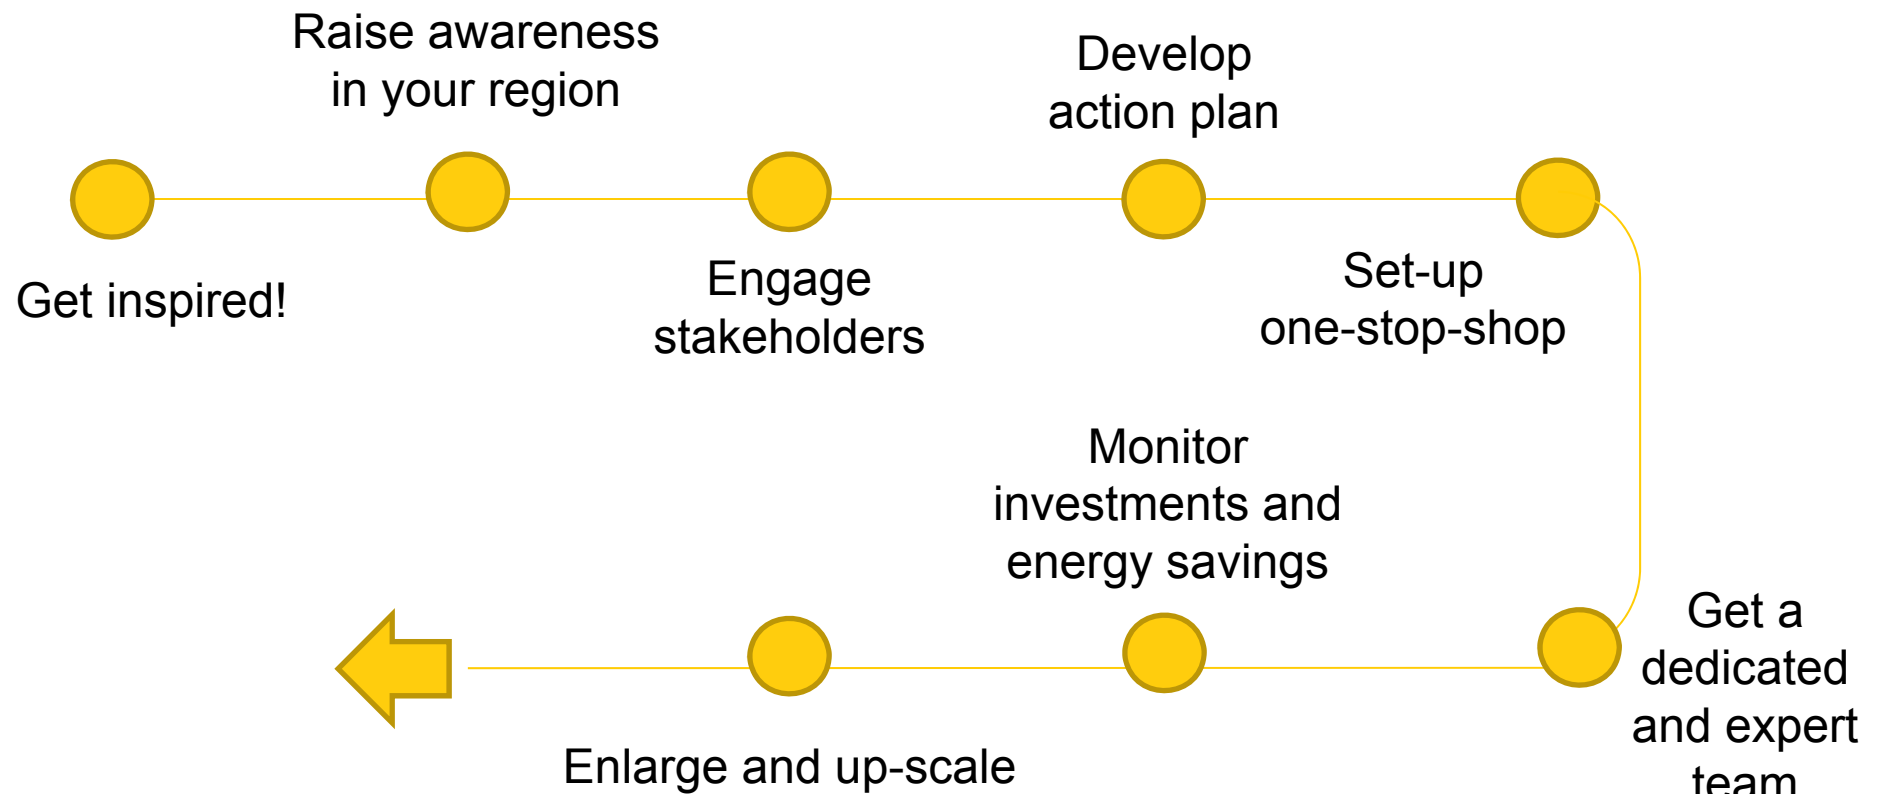 Raise awareness
in your region
Develop
action plan
Get inspired!
Engage
stakeholders
Set-up
one-stop-shop
Monitor
investments and
energy savings
Get a
dedicated
and expert
team
Enlarge and up-scale